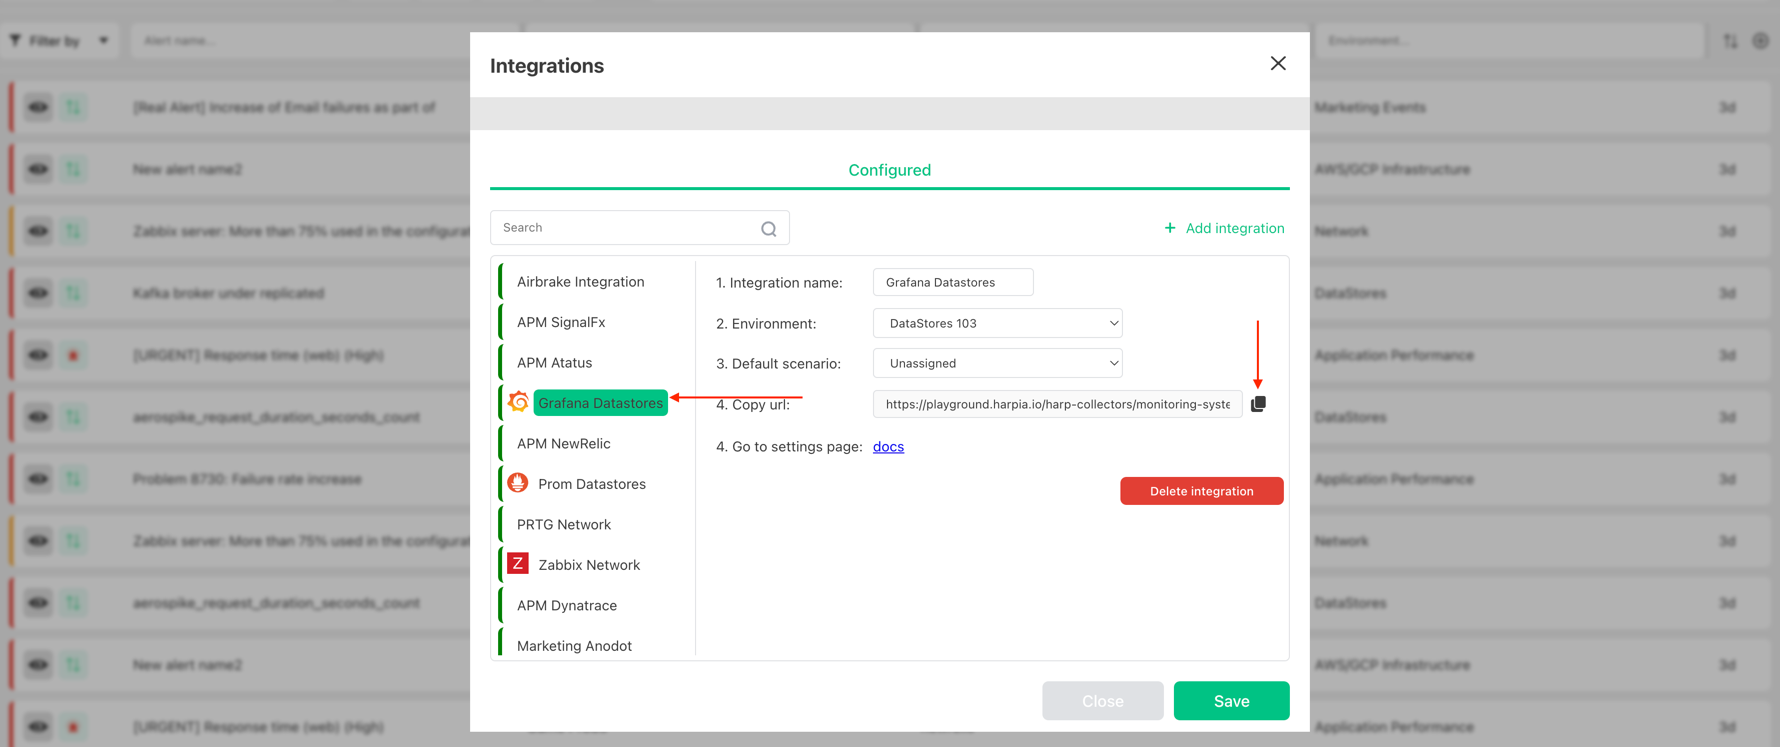 Filter by
Alert name...
Environment...
Integrations
Configured
Search
+ Add integration
Airbrake Integration
APM SignalFx
APM Atatus
Grafana Datastores
APM NewRelic
Prom Datastores
PRTG Network
Z Zabbix Network
APM Dynatrace
Marketing Anodot
1. Integration name: Grafana Datastores
2. Environment: DataStores 103
3. Default scenario: Unassigned
4. Copy url: https://playground.harpia.io/harp-collectors/monitoring-syste
4. Go to settings page: docs
Delete integration
Close
Save
[Real Alert] Increase of Email failures as part of
Marketing Events 3d
New alert name2
AWS/GCP Infrastructure 3d
Zabbix server: More than 75% used in the configurat
Network 3d
Kafka broker under replicated
DataStores 3d
[URGENT] Response time (web) (High)
Application Performance 3d
aerospike_request_duration_seconds_count
DataStores 3d
Problem 8730: Failure rate increase
Application Performance 3d
Zabbix server: More than 75% used in the configurat
Network 3d
aerospike_request_duration_seconds_count
DataStores 3d
New alert name2
AWS/GCP Infrastructure 3d
[URGENT] Response time (web) (High)
Application Performance 3d